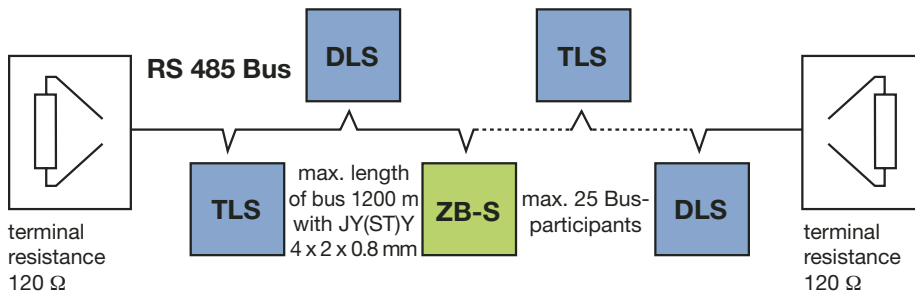 RS 485 Bus
DLS
TLS
TLS
max. length
of bus 1200 m
with JY(ST)Y
4 x 2 x 0.8 mm
ZB-S
max. 25 Bus-
participants
DLS
terminal
resistance
120 Ω
terminal
resistance
120 Ω